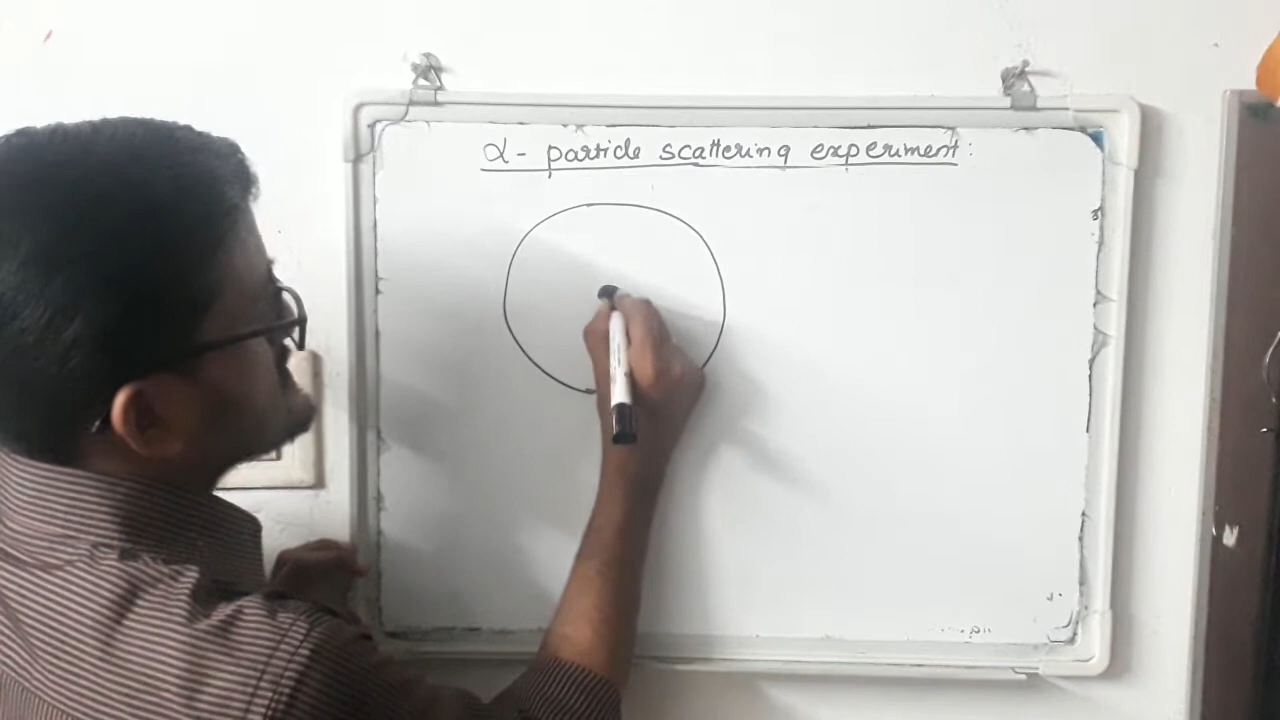 α- particle scattering experiment: